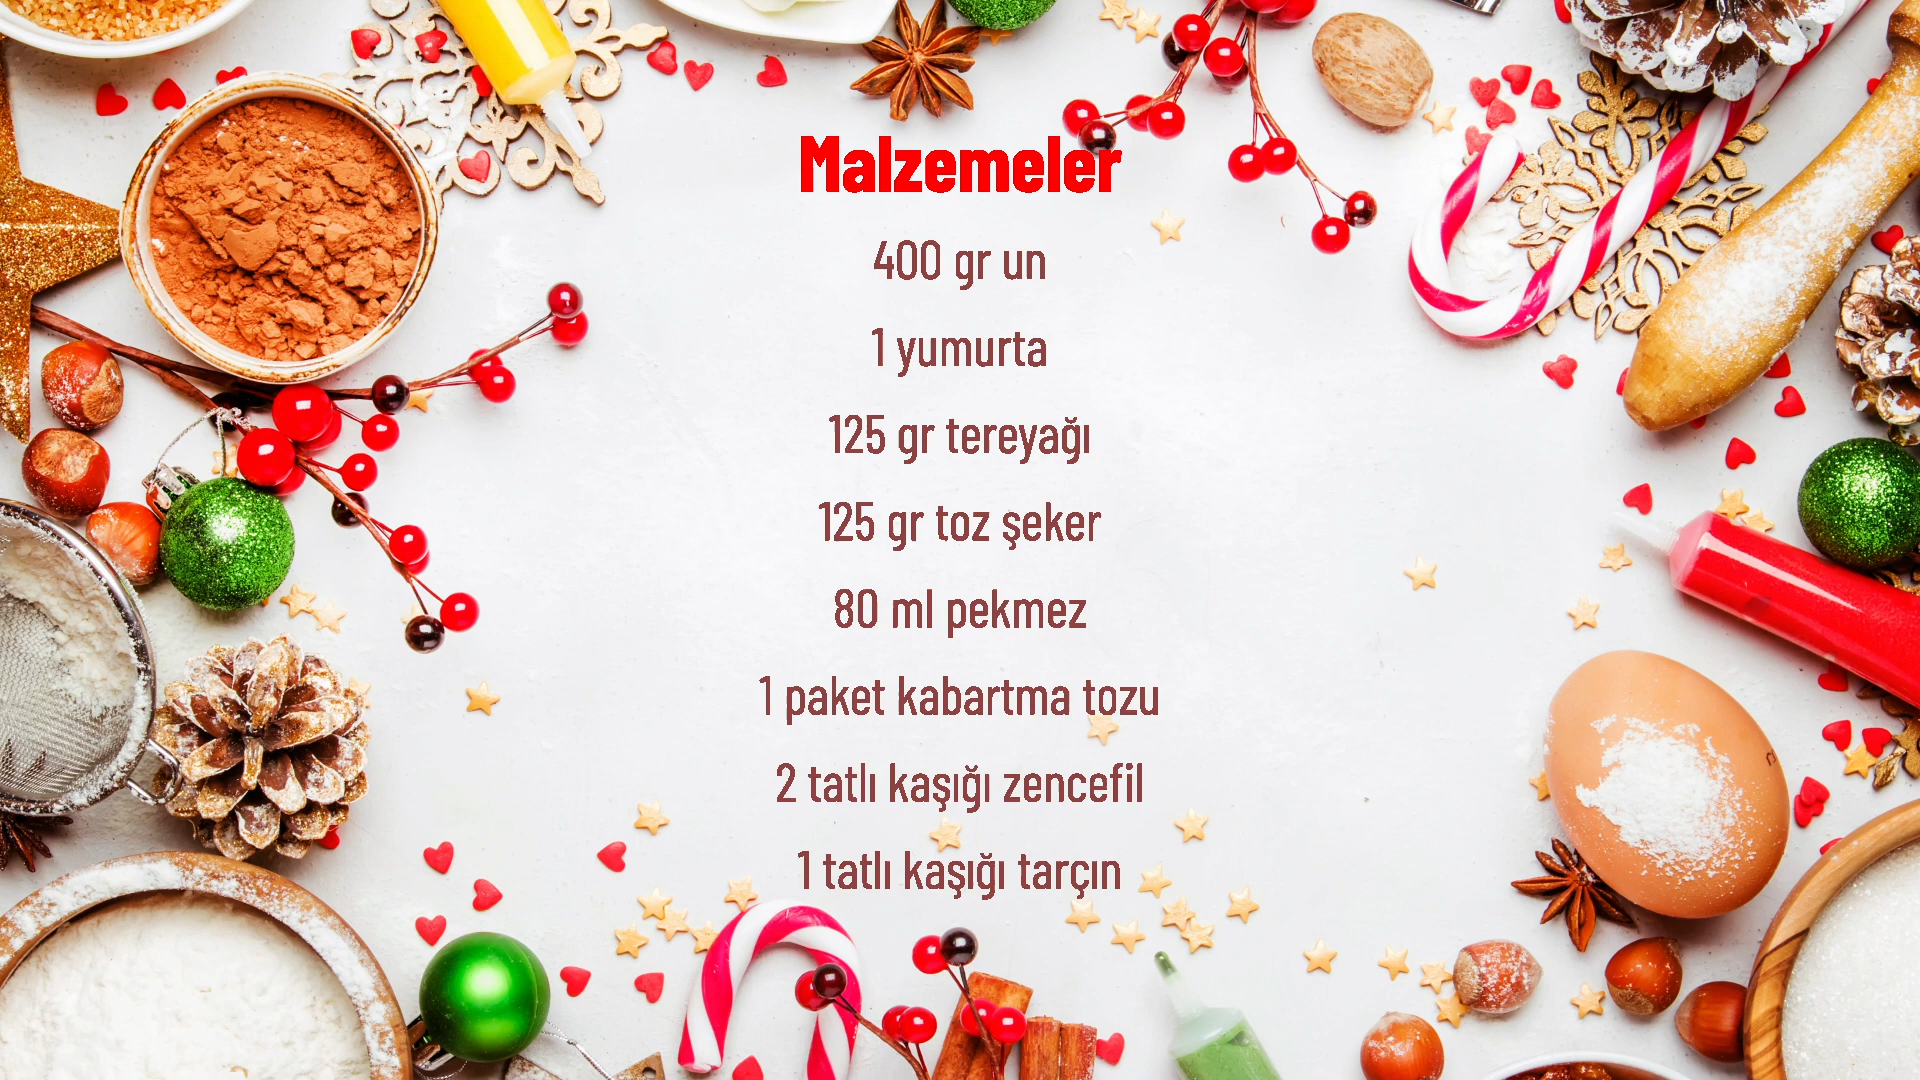 Malzemeler
400 gr un
1 yumurta
125 gr tereyağı
125 gr toz şeker
80 ml pekmez
1 paket kabartma tozu
2 tatlı kaşığı zencefil
1 tatlı kaşığı tarçın